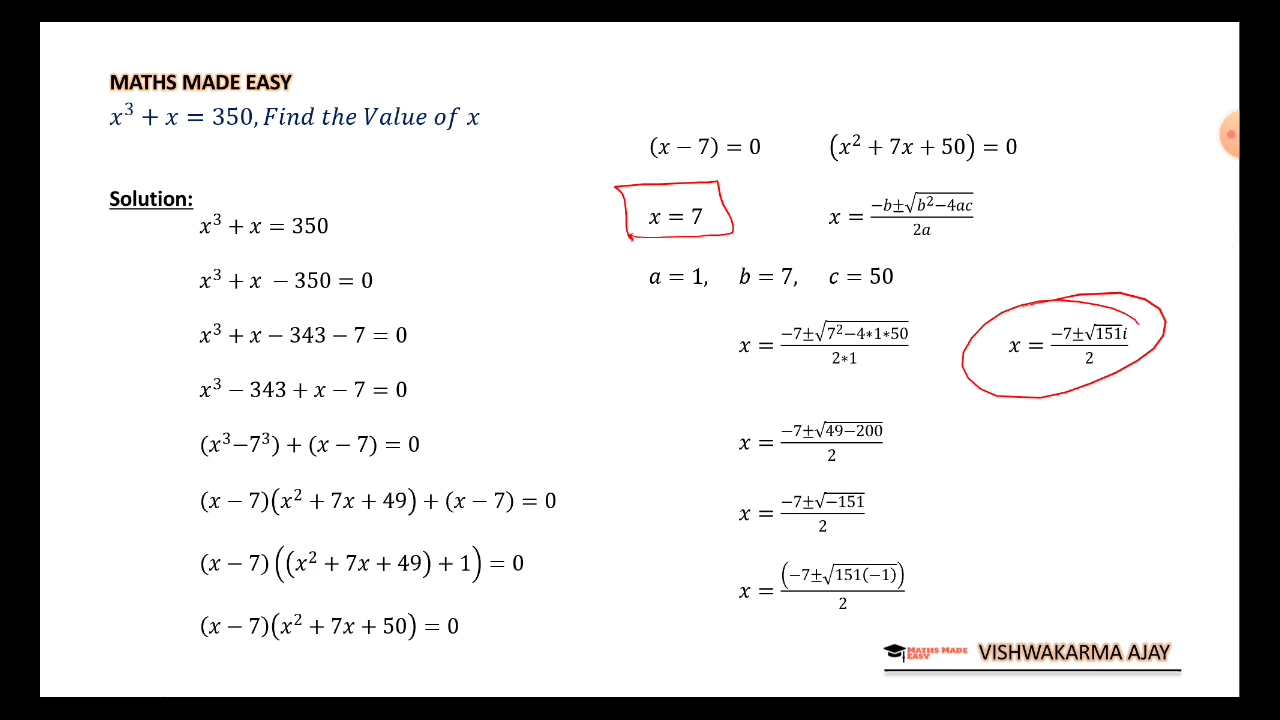 MATHS MADE EASY
x³ + x = 350, Find the Value of x
Solution:
x³ + x = 350
x³ + x − 350 = 0
x³ + x − 343 − 7 = 0
x³ − 343 + x − 7 = 0
(x³−7³) + (x − 7) = 0
(x − 7)(x² + 7x + 49) + (x − 7) = 0
(x − 7)((x² + 7x + 49) + 1) = 0
(x − 7)(x² + 7x + 50) = 0
(x − 7) = 0 (x² + 7x + 50) = 0
x = 7 x = (−b±√(b²−4ac))/2a
a = 1, b = 7, c = 50
x = (−7±√(7²−4∗1∗50))/(2∗1) x = (−7±√151i)/2
x = (−7±√(49−200))/2
x = (−7±√(−151))/2
x = (−7±√(151(−1)))/2
MATHS MADE EASY VISHWAKARMA AJAY